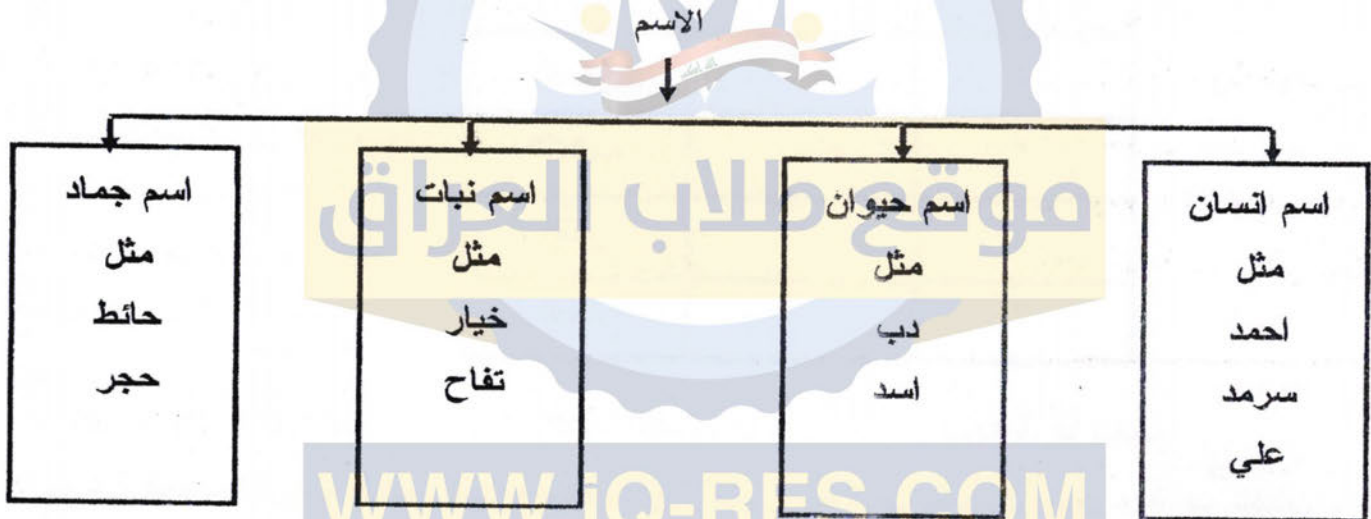 الاسم
اسم انسان
مثل
احمد
سرمد
علي
اسم حيوان
مثل
دب
اسد
اسم نبات
مثل
خيار
تفاح
اسم جماد
مثل
حائط
حجر
موقع طلاب العراق
WWW.iQ-RES.COM